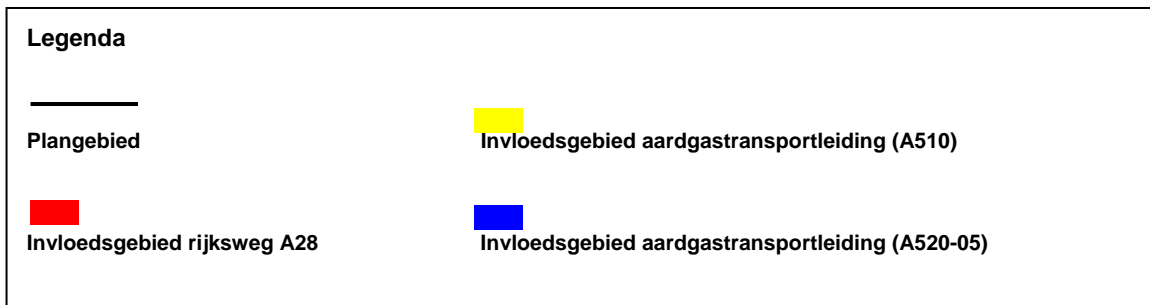 Legenda
Plangebied
Invloedsgebied aardgastransportleiding (A510)
Invloedsgebied rijksweg A28
Invloedsgebied aardgastransportleiding (A520-05)